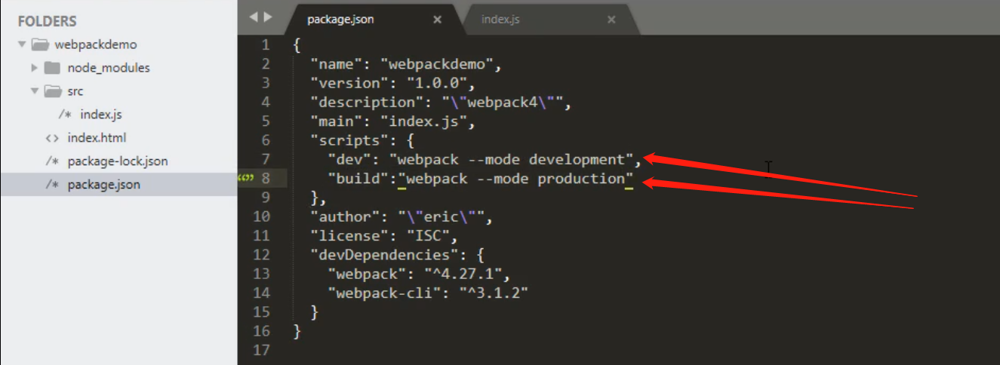 FOLDERS
webpackdemo
node_modules
src
/* index.js
<> index.html
/* package-lock.json
/* package.json
package.json × index.js ×
1 {
2 "name": "webpackdemo",
3 "version": "1.0.0",
4 "description": "\"webpack4\"",
5 "main": "index.js",
6 "scripts": {
7 "dev": "webpack --mode development",
8 "build":"webpack --mode production"
9 },
10 "author": "\"eric\"",
11 "license": "ISC",
12 "devDependencies": {
13 "webpack": "^4.27.1",
14 "webpack-cli": "^3.1.2"
15 }
16 }
17